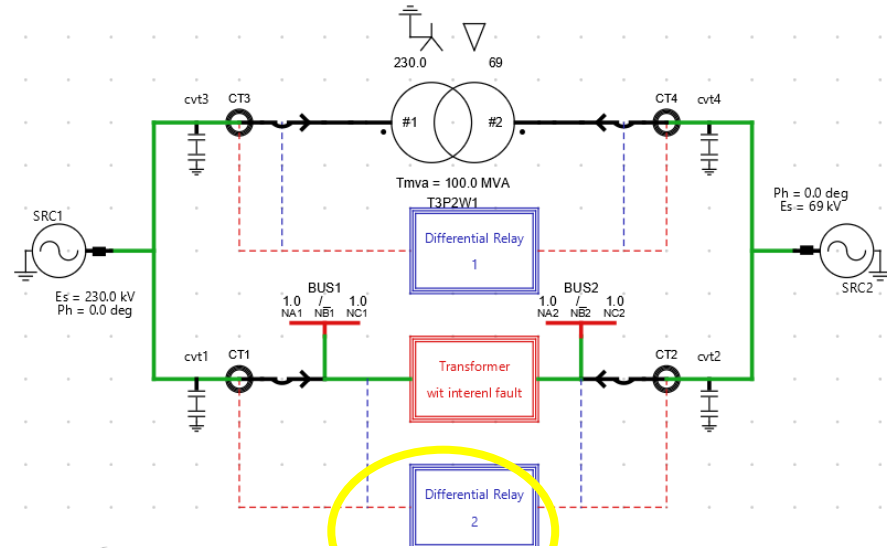 230.0
69
cvt3
CT3
CT4
cvt4
#1
#2
Tmva = 100.0 MVA
T3P2W1
Ph = 0.0 deg
Es = 69 kV
SRC1
Differential Relay
1
SRC2
Es = 230.0 kV
Ph = 0.0 deg
BUS1
1.0
/
1.0
NA1
NB1
NC1
BUS2
1.0
/
1.0
NA2
NB2
NC2
cvt1
CT1
Transformer
wit interenl fault
CT2
cvt2
Differential Relay
2